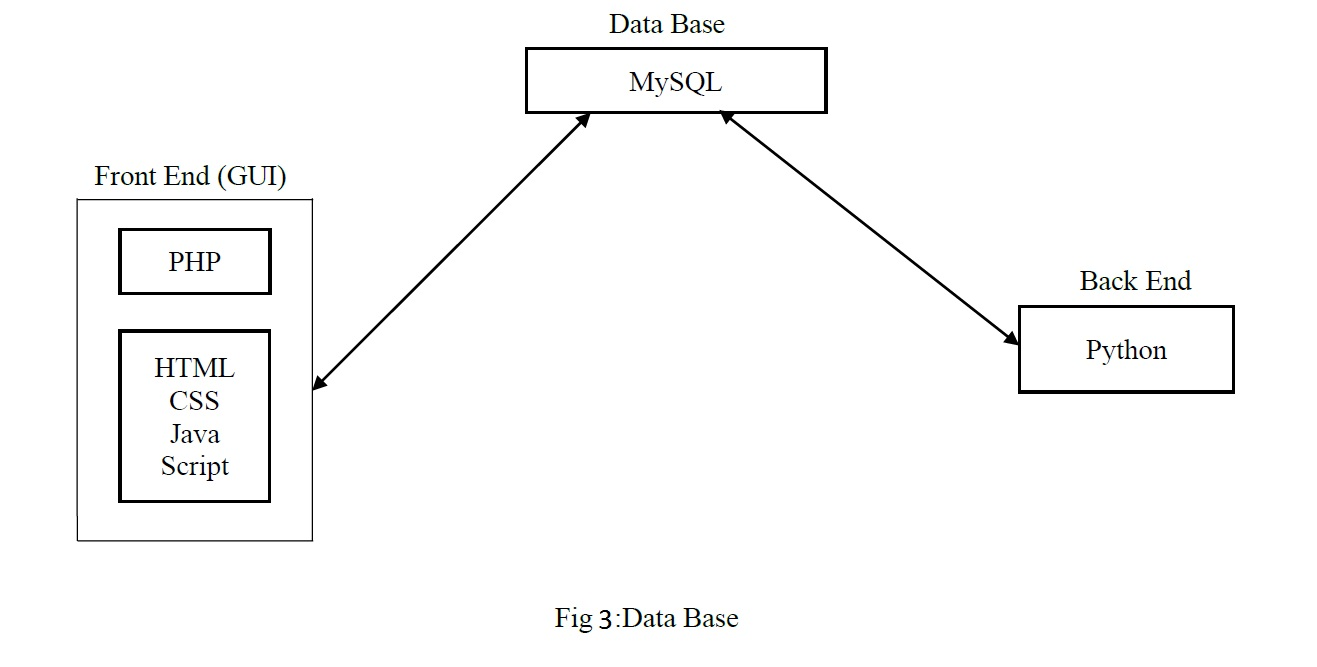 Data Base
MySQL
Front End (GUI)
PHP
HTML
CSS
Java
Script
Back End
Python
Fig 3:Data Base